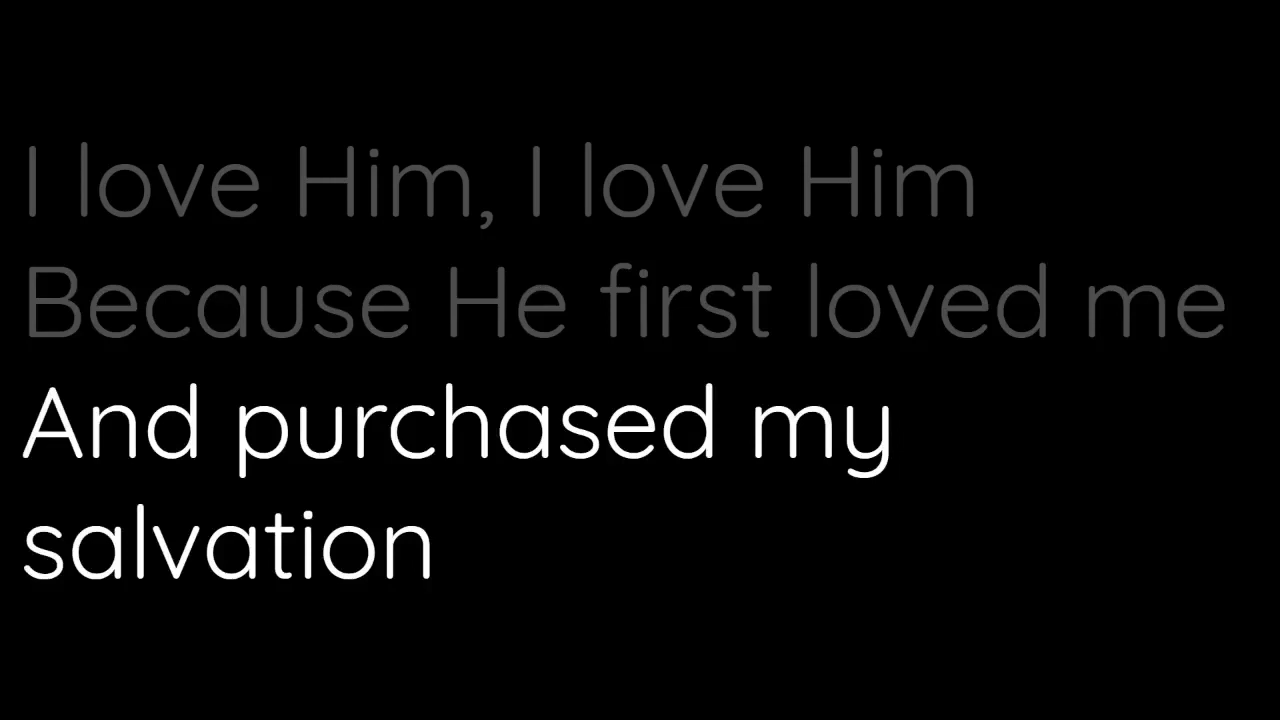 I love Him, I love Him
Because He first loved me
And purchased my
salvation